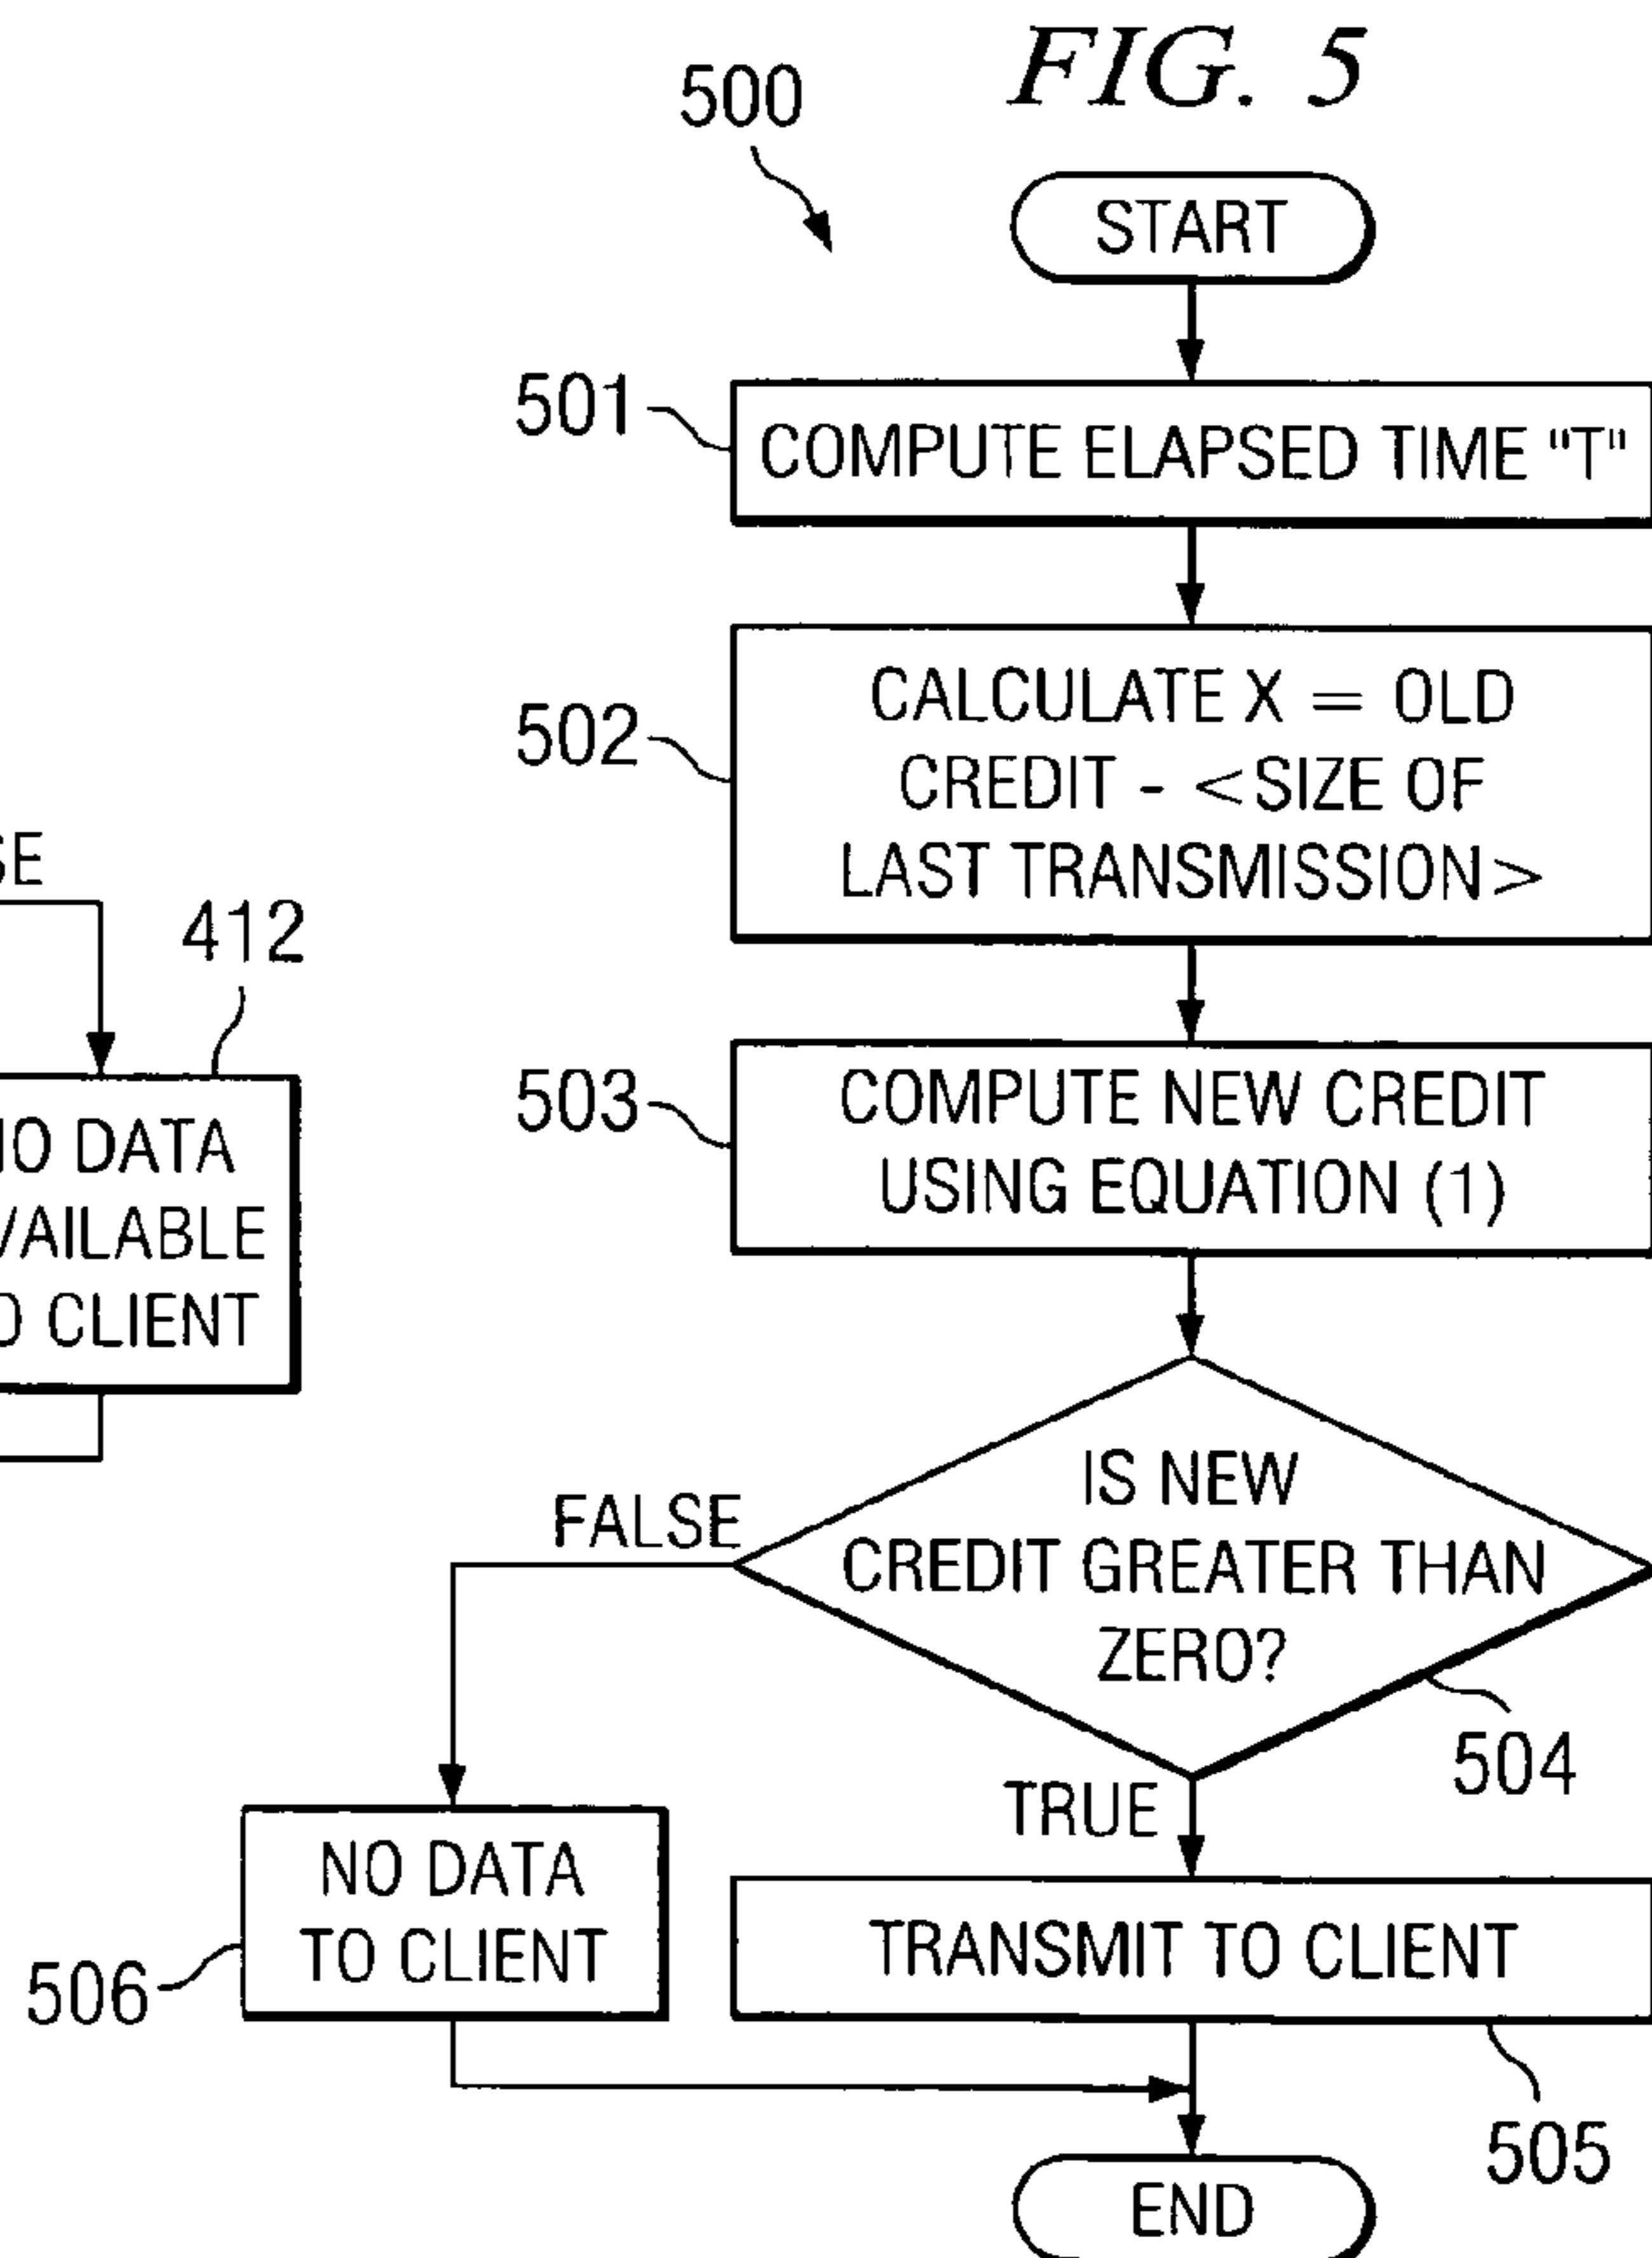 FIG. 5
500
START
501
COMPUTE ELAPSED TIME "T"
502
CALCULATE X = OLD
CREDIT - <SIZE OF
LAST TRANSMISSION>
412
DATA
CLIENT
503
COMPUTE NEW CREDIT
USING EQUATION (1)
IS NEW
CREDIT GREATER THAN
ZERO?
FALSE
504
TRUE
NO DATA
TO CLIENT
506
TRANSMIT TO CLIENT
505
END